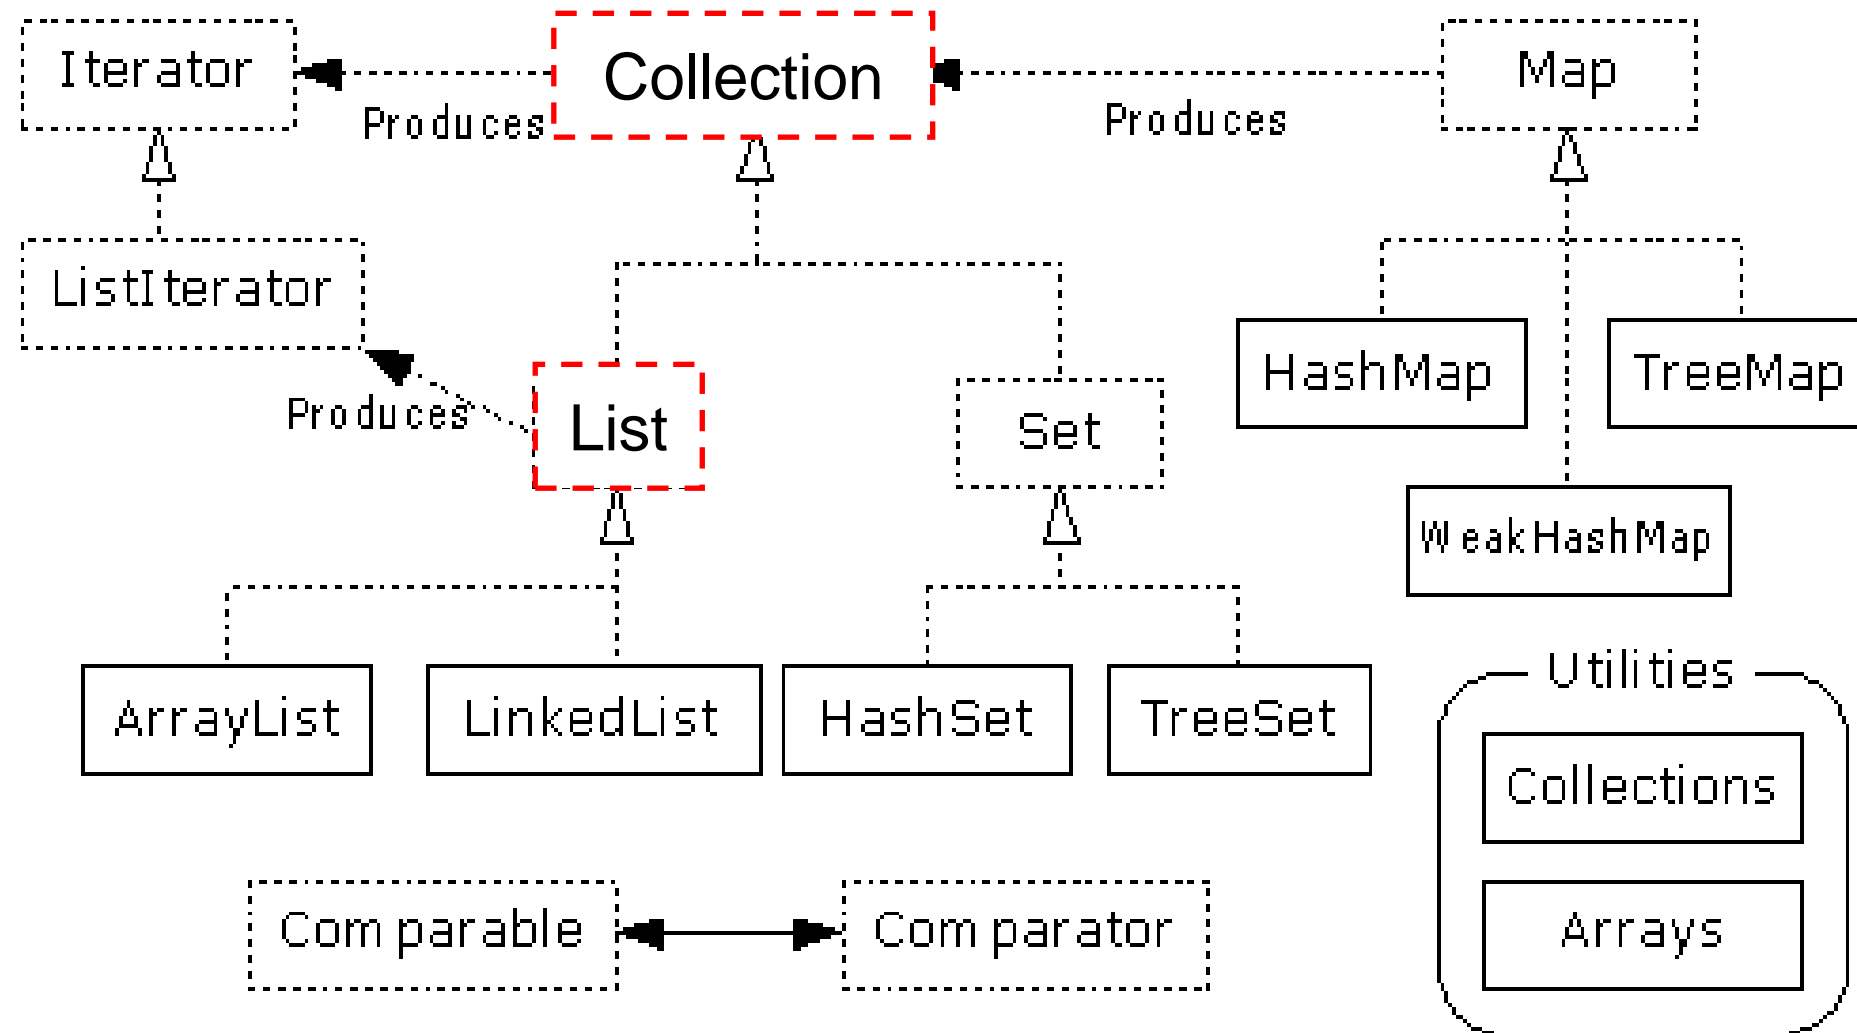 Iterator
Collection
Map
Produces
Produces
ListIterator
HashMap
TreeMap
Produces
List
Set
WeakHashMap
Utilities
ArrayList
LinkedList
HashSet
TreeSet
Collections
Comparable
Comparator
Arrays